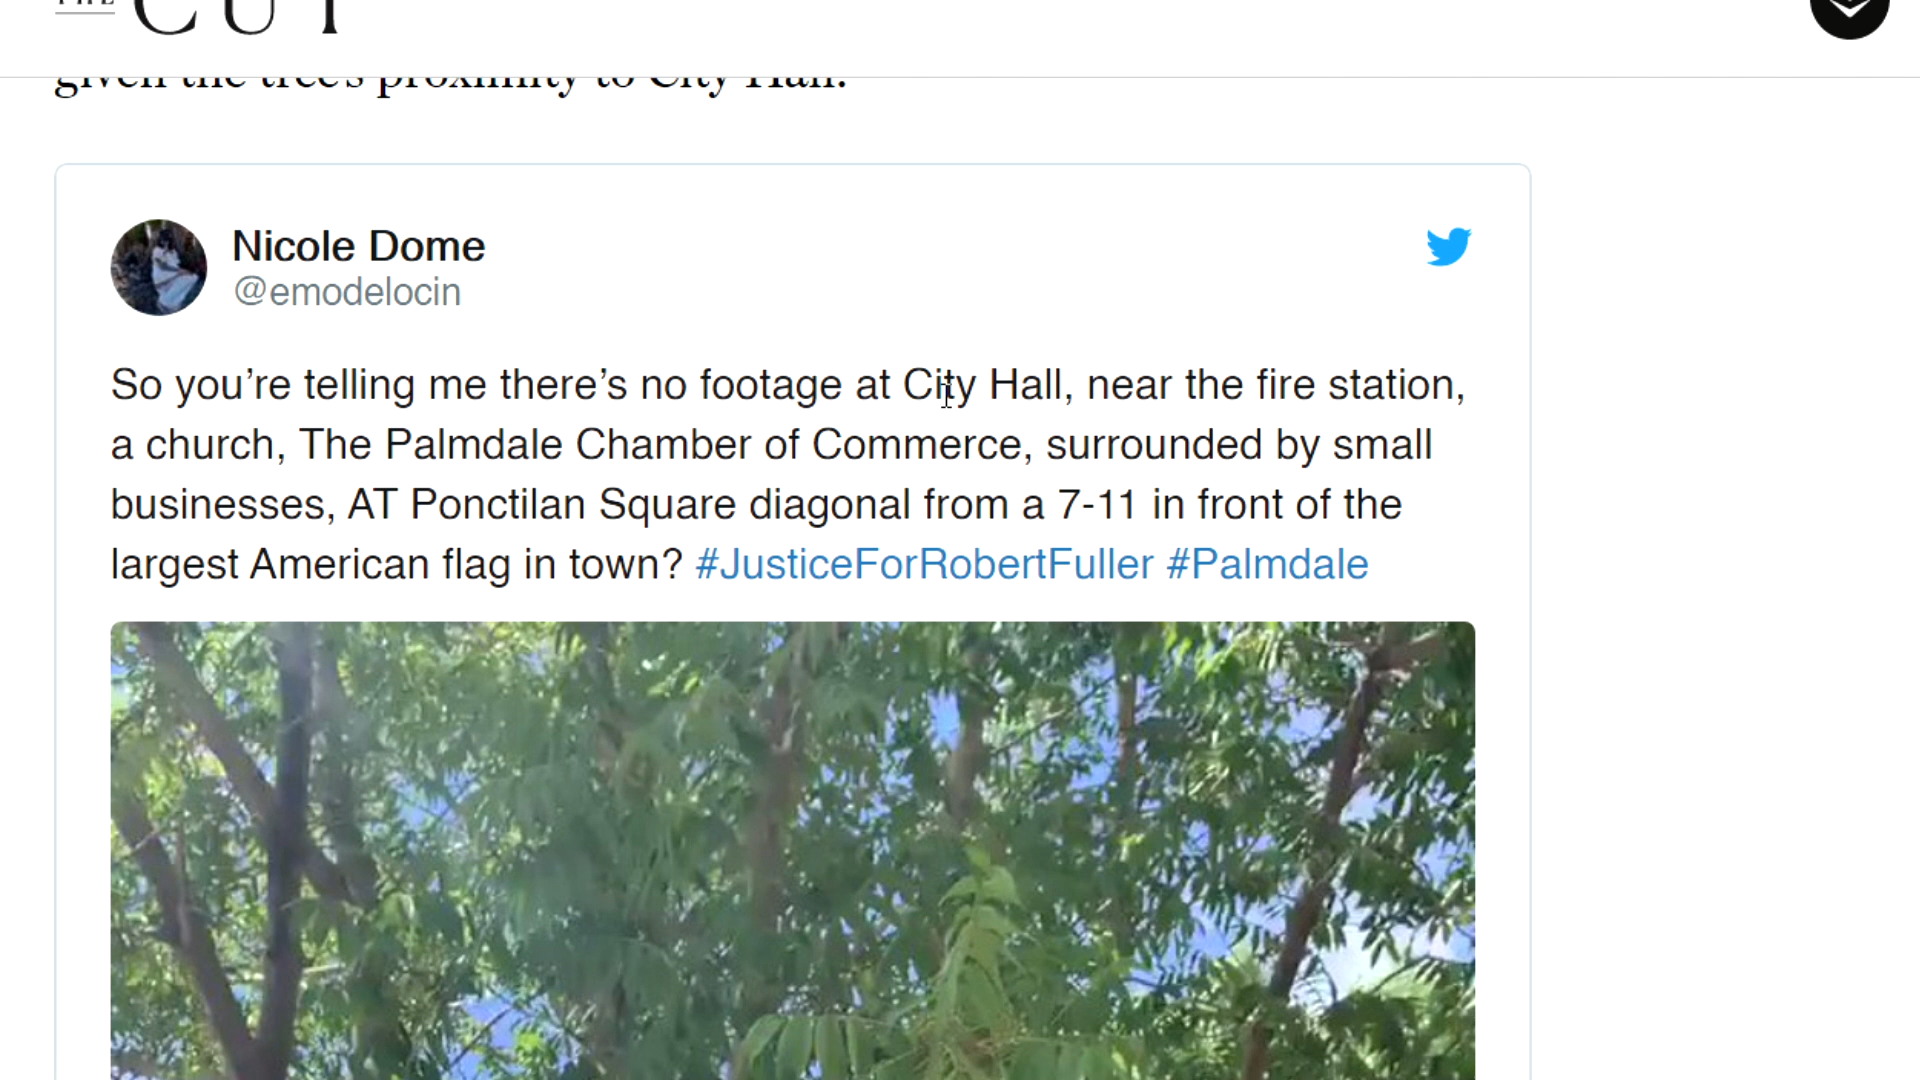 THE CUT
given the tree's proximity to City Hall.
Nicole Dome
@emodelocin
So you’re telling me there’s no footage at City Hall, near the fire station,
a church, The Palmdale Chamber of Commerce, surrounded by small
businesses, AT Ponctilan Square diagonal from a 7-11 in front of the
largest American flag in town? #JusticeForRobertFuller #Palmdale